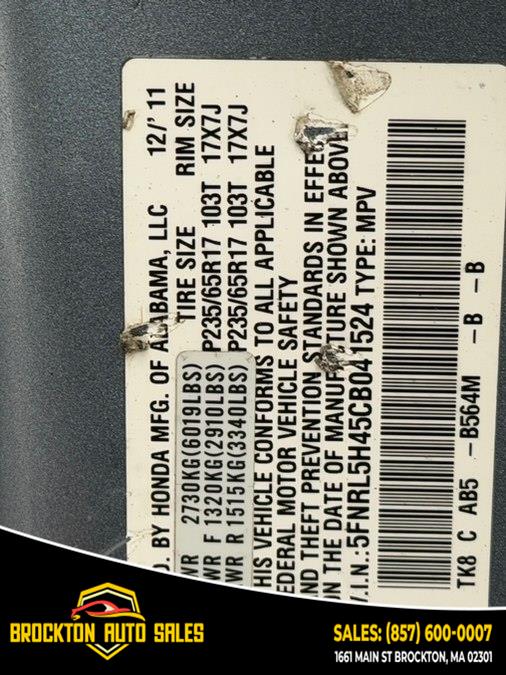 D. BY HONDA MFG. OF ALABAMA, LLC 12/'11
TIRE SIZE RIM SIZE
WR 2730KG(6019LBS)
WR F 1320KG(2910LBS) P235/65R17 103T 17X7J
WR R 1515KG(3340LBS) P235/65R17 103T 17X7J
HIS VEHICLE CONFORMS TO ALL APPLICABLE
EDERAL MOTOR VEHICLE SAFETY
ND THEFT PREVENTION STANDARDS IN EFFEC
N THE DATE OF MANUFACTURE SHOWN ABOVE
V.I.N.:5FNRL5H45CB041524 TYPE: MPV
TK8 C AB5 -B564M -B -B
BROCKTON AUTO SALES
SALES: (857) 600-0007
1661 MAIN ST BROCKTON, MA 02301